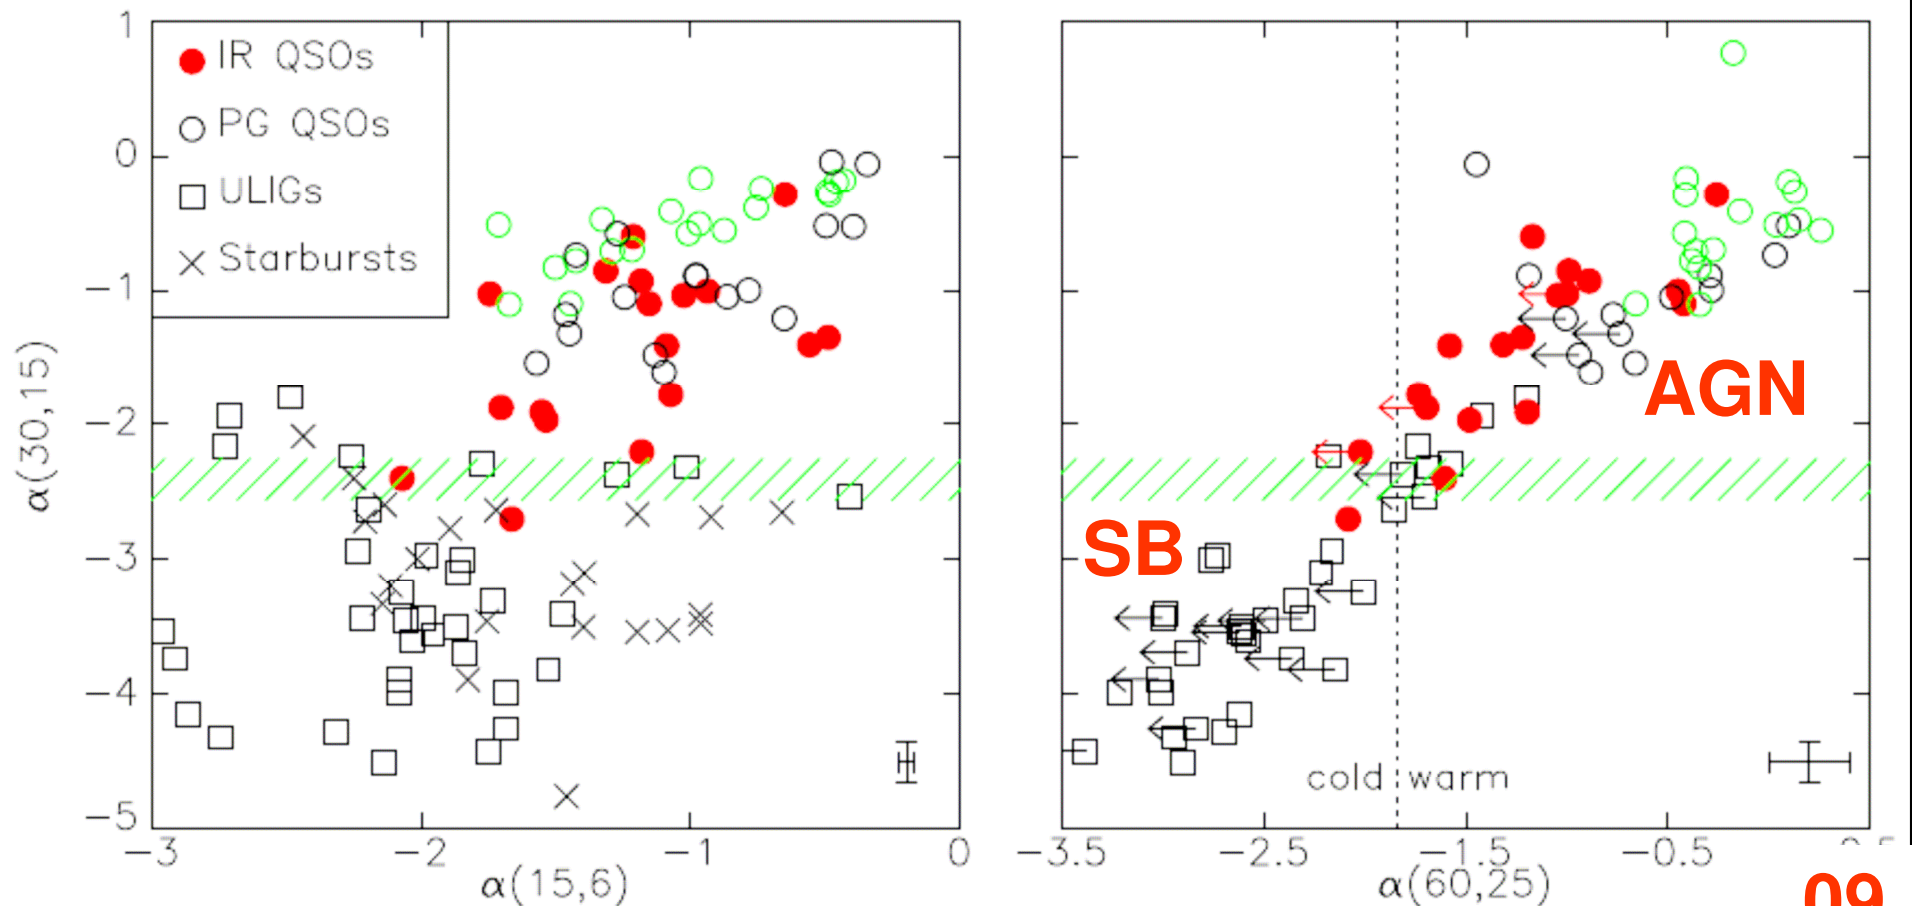 1
IR QSOs
PG QSOs
0
ULIGs
Starbursts
−1
α(30,15)
−2
−3
−4
−5
−3
−2
−1
0
α(15,6)
AGN
SB
cold
warm
−3.5
−2.5
−1.5
−0.5
α(60,25)
09